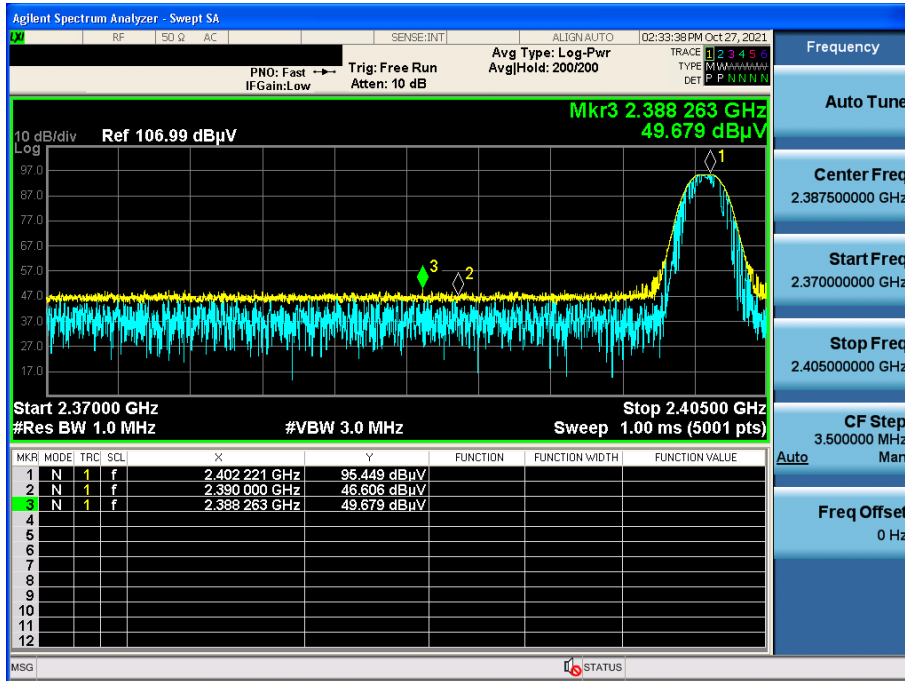 Agilent Spectrum Analyzer - Swept SA
LXI RF 50 Ω AC SENSE:INT ALIGN AUTO 02:33:38 PM Oct 27, 2021
PNO: Fast
IFGain:Low
Trig: Free Run
Atten: 10 dB
Avg Type: Log-Pwr
Avg|Hold: 200/200
TRACE 1 2 3 4 5 6
TYPE M WWWWWW
DET P P N N N N
Mkr3 2.388 263 GHz
49.679 dBµV
10 dB/div Ref 106.99 dBµV
Log
97.0
87.0
77.0
67.0
57.0
47.0
37.0
27.0
17.0
1
3
2
Start 2.37000 GHz Stop 2.40500 GHz
#Res BW 1.0 MHz #VBW 3.0 MHz Sweep 1.00 ms (5001 pts)
MKR MODE TRC SCL X Y FUNCTION FUNCTION WIDTH FUNCTION VALUE
1 N 1 f 2.402 221 GHz 95.449 dBµV
2 N 1 f 2.390 000 GHz 46.606 dBµV
3 N 1 f 2.388 263 GHz 49.679 dBµV
4
5
6
7
8
9
10
11
12
MSG STATUS
Frequency
Auto Tune
Center Freq
2.387500000 GHz
Start Freq
2.370000000 GHz
Stop Freq
2.405000000 GHz
CF Step
3.500000 MHz
Auto Man
Freq Offset
0 Hz